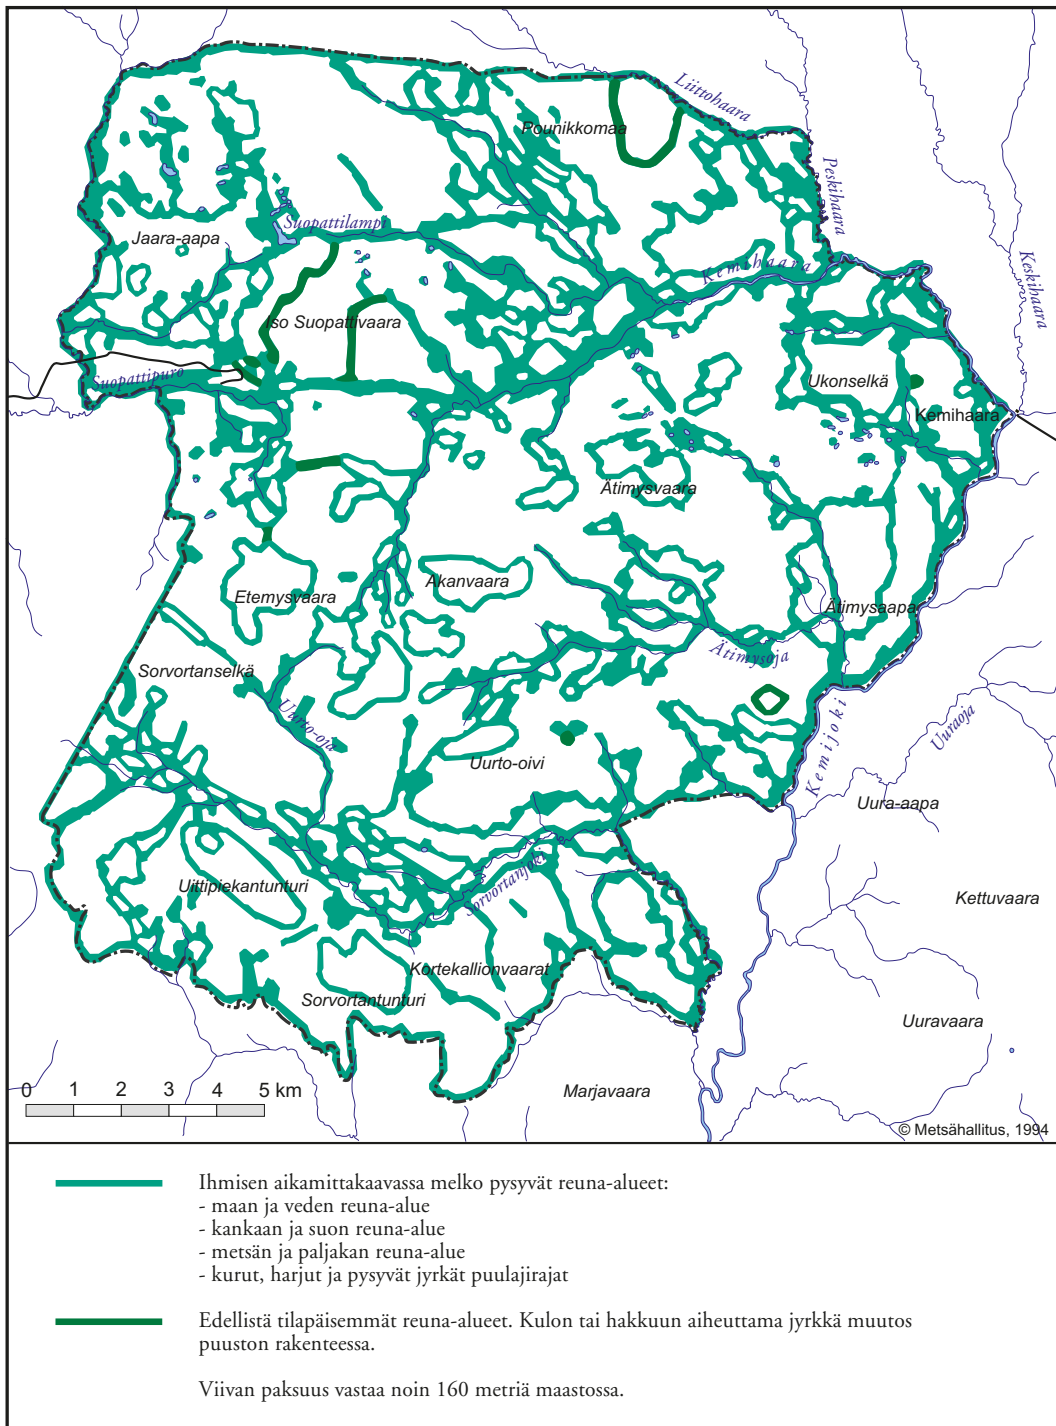 Liittohaara
Pounikkomaa
Peskihaara
Suopattilampi
Jaara-aapa
Kemihaara
Keskihaara
Iso Suopattivaara
Suopattipuro
Ukonselkä
Kemihaara
Ätimysvaara
Akanvaara
Etemysvaara
Ätimysaapa
Ätimysoja
Sorvortanselkä
Uurto-oja
Kemijoki
Uuraoja
Uurto-oivi
Uura-aapa
Uittipiekantunturi
Sorvortanjoki
Kettuvaara
Kortekallionvaarat
Sorvortantunturi
Uuravaara
Marjavaara
0 1 2 3 4 5 km
© Metsähallitus, 1994
Ihmisen aikamittakaavassa melko pysyvät reuna-alueet:
- maan ja veden reuna-alue
- kankaan ja suon reuna-alue
- metsän ja paljakan reuna-alue
- kurut, harjut ja pysyvät jyrkät puulajirajat
Edellistä tilapäisemmät reuna-alueet. Kulon tai hakkuun aiheuttama jyrkkä muutos
puuston rakenteessa.
Viivan paksuus vastaa noin 160 metriä maastossa.